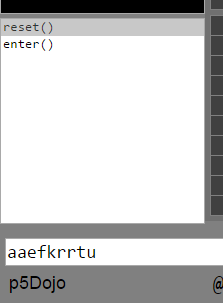 reset()
enter()
aaefkrrtu
p5Dojo @